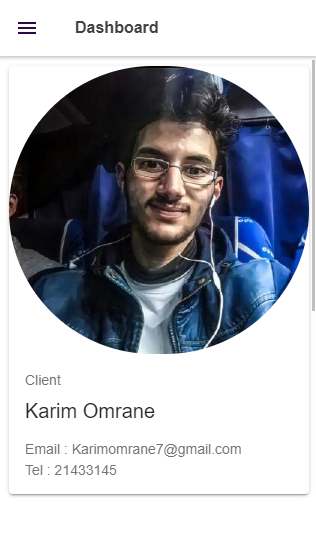 Dashboard
Client
Karim Omrane
Email : Karimomrane7@gmail.com
Tel : 21433145